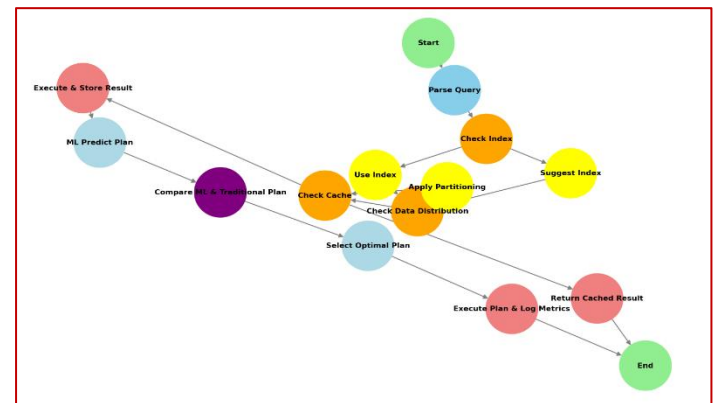 Start
Execute & Store Result
Parse Query
Check Index
ML Predict Plan
Use Index
Suggest Index
Apply Partitioning
Compare ML & Traditional Plan
Check Cache
Check Data Distribution
Select Optimal Plan
Return Cached Result
Execute Plan & Log Metrics
End